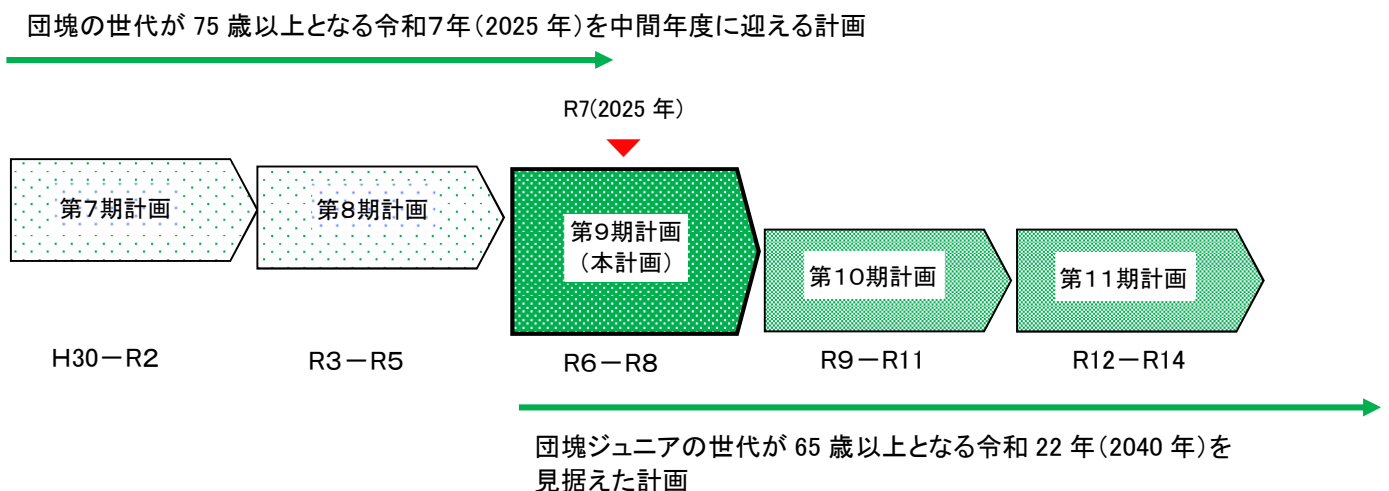 団塊の世代が 75 歳以上となる令和7年(2025 年)を中間年度に迎える計画
R7(2025 年)
第7期計画
第8期計画
第9期計画
(本計画)
第10期計画
第11期計画
H30－R2
R3－R5
R6－R8
R9－R11
R12－R14
団塊ジュニアの世代が 65 歳以上となる令和 22 年(2040 年)を
見据えた計画